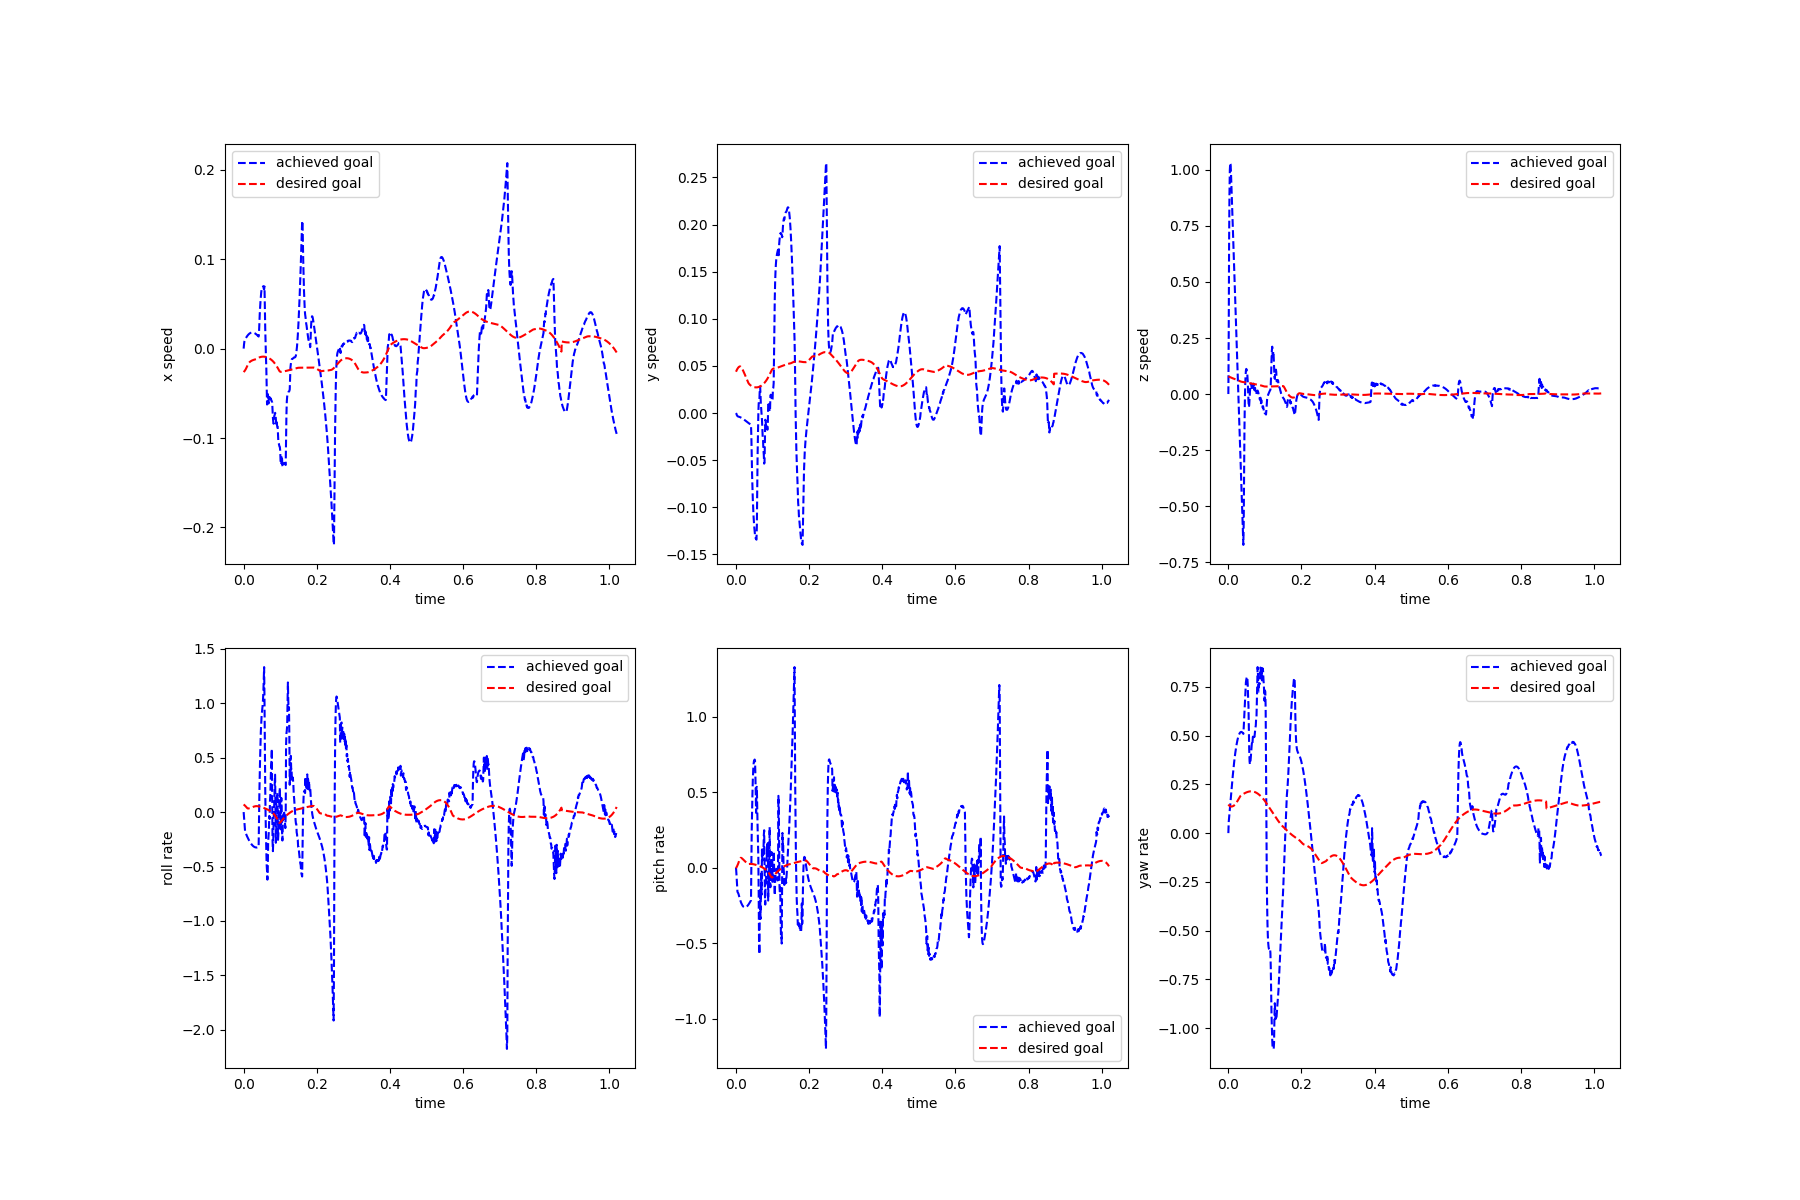 achieved goal
desired goal
x speed
0.2
0.1
0.0
−0.1
−0.2
0.0 0.2 0.4 0.6 0.8 1.0
time
achieved goal
desired goal
y speed
0.25
0.20
0.15
0.10
0.05
0.00
−0.05
−0.10
−0.15
0.0 0.2 0.4 0.6 0.8 1.0
time
achieved goal
desired goal
z speed
1.00
0.75
0.50
0.25
0.00
−0.25
−0.50
−0.75
0.0 0.2 0.4 0.6 0.8 1.0
time
achieved goal
desired goal
roll rate
1.5
1.0
0.5
0.0
−0.5
−1.0
−1.5
−2.0
0.0 0.2 0.4 0.6 0.8 1.0
time
pitch rate
1.0
0.5
0.0
−0.5
−1.0
achieved goal
desired goal
0.0 0.2 0.4 0.6 0.8 1.0
time
achieved goal
desired goal
yaw rate
0.75
0.50
0.25
0.00
−0.25
−0.50
−0.75
−1.00
0.0 0.2 0.4 0.6 0.8 1.0
time